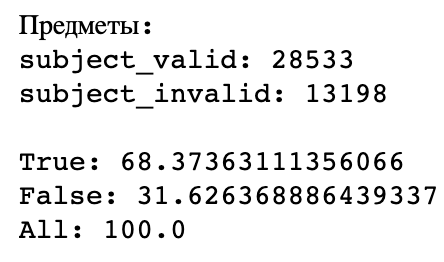 Предметы:
subject_valid: 28533
subject_invalid: 13198
True: 68.37363111356066
False: 31.626368886439337
All: 100.0